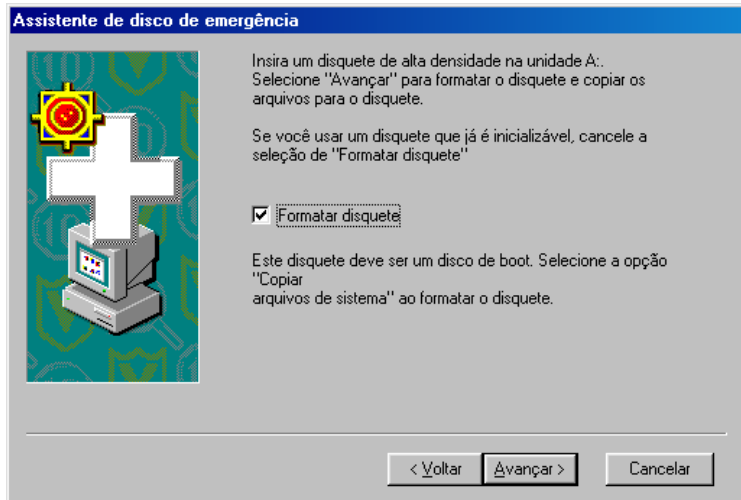 Assistente de disco de emergência
Insira um disquete de alta densidade na unidade A:.
Selecione "Avançar" para formatar o disquete e copiar os
arquivos para o disquete.
Se você usar um disquete que já é inicializável, cancele a
seleção de "Formatar disquete"
Formatar disquete
Este disquete deve ser um disco de boot. Selecione a opção
"Copiar
arquivos de sistema" ao formatar o disquete.
< Voltar
Avançar >
Cancelar